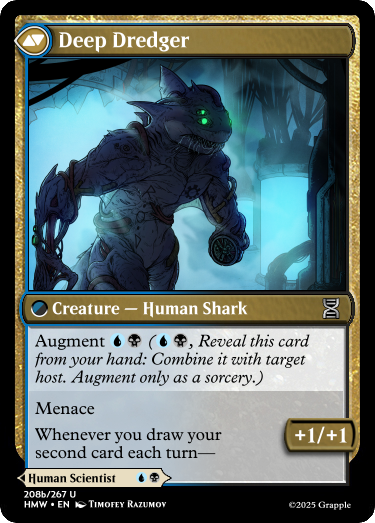 Deep Dredger
Creature — Human Shark
Augment (, Reveal this card
from your hand: Combine it with target
host. Augment only as a sorcery.)
Menace
Whenever you draw your
second card each turn—
+1/+1
Human Scientist
208b/267 U
HMW • EN Timofey Razumov
©2025 Grapple